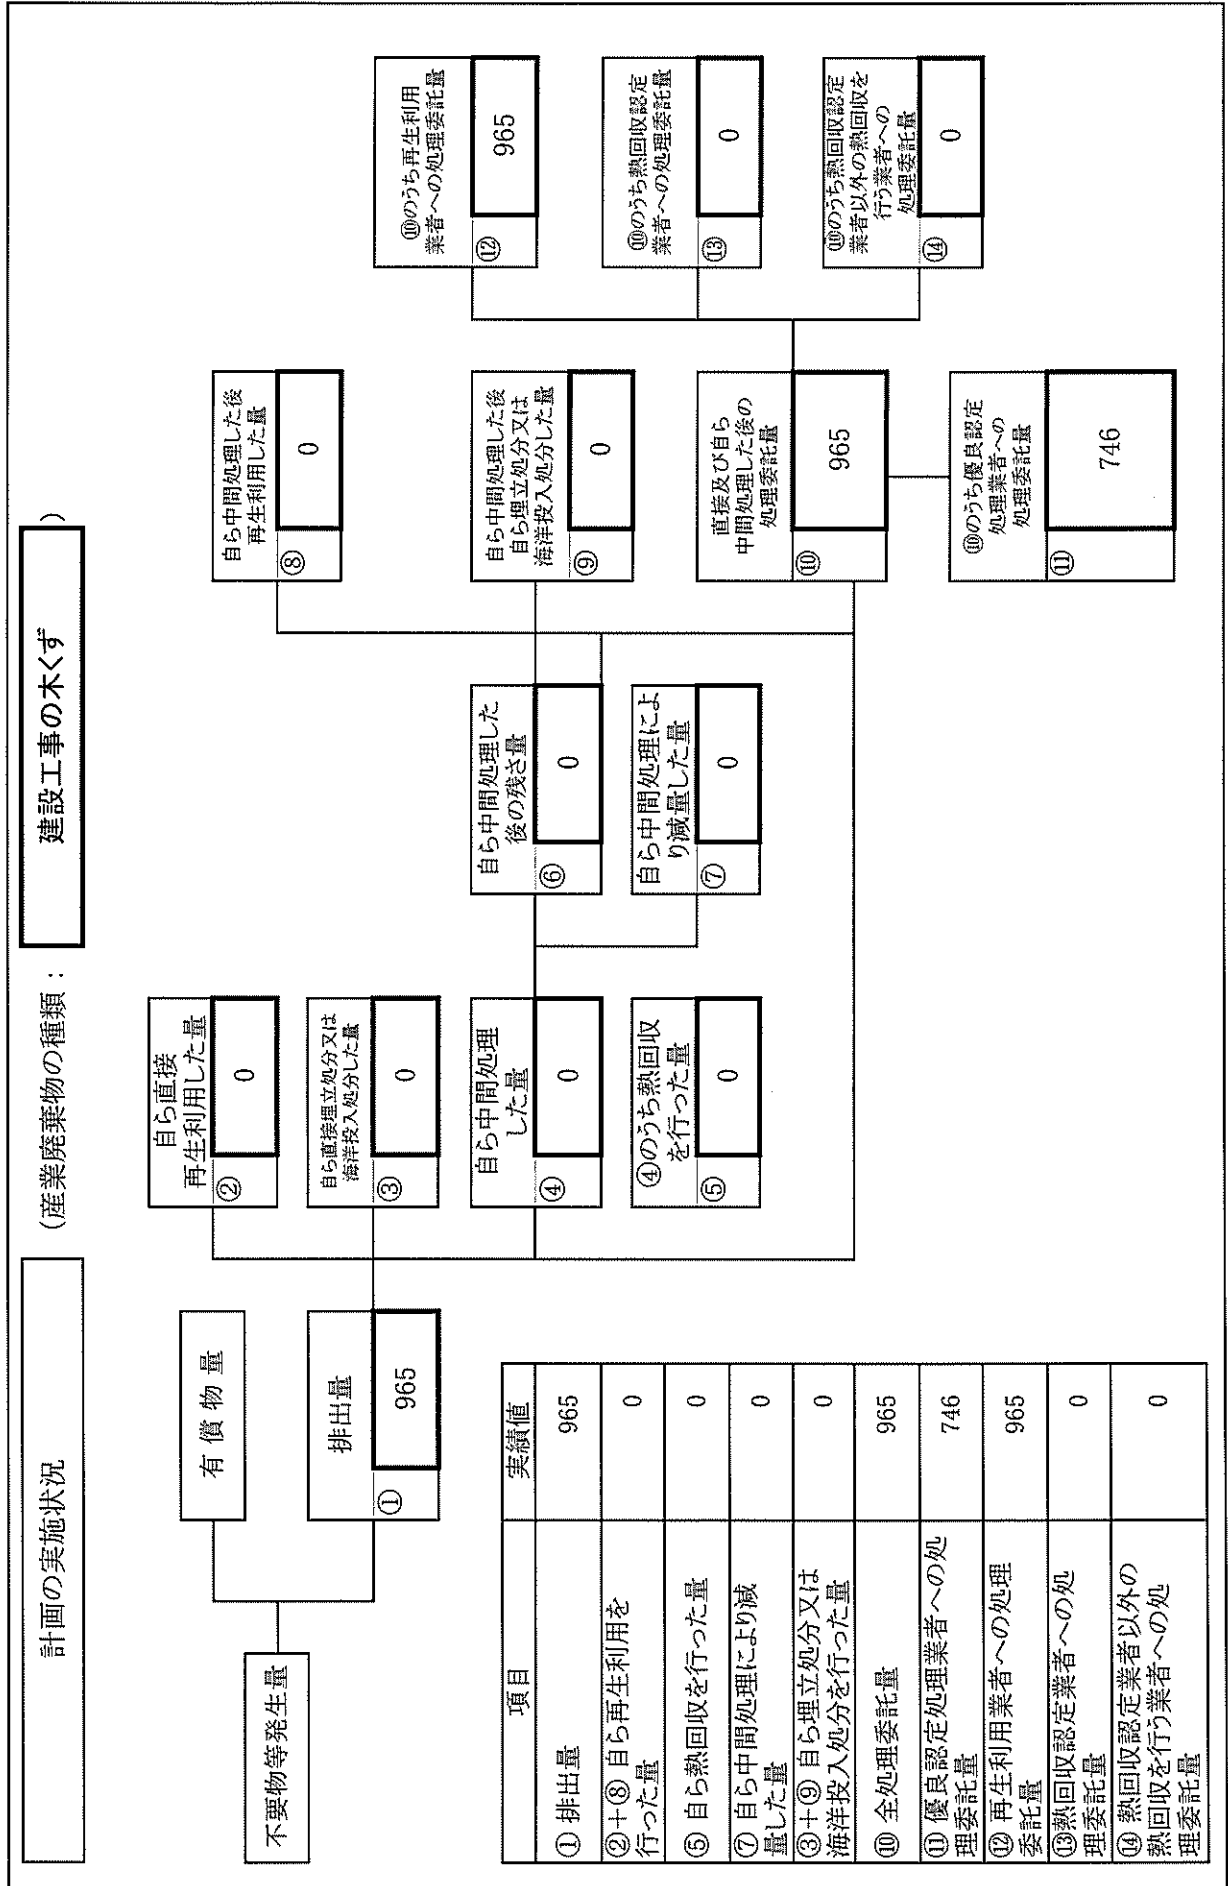 計画の実施状況
(産業廃棄物の種類：
建設工事の木くず
)
不要物等発生量
有償物量
排出量
①
965
自ら直接
再生利用した量
②
0
自ら直接埋立処分又は
海洋投入処分した量
③
0
自ら中間処理
した量
④
0
④のうち熱回収
を行った量
⑤
0
自ら中間処理した
後の残さ量
⑥
0
自ら中間処理によ
り減量した量
⑦
0
自ら中間処理した後
再生利用した量
⑧
0
自ら中間処理した後
自ら埋立処分又は
海洋投入処分した量
⑨
0
直接及び自ら
中間処理した後の
処理委託量
⑩
965
⑩のうち優良認定
処理業者への
処理委託量
⑪
746
⑩のうち再生利用
業者への処理委託量
⑫
965
⑩のうち熱回収認定
業者への処理委託量
⑬
0
⑩のうち熱回収認定
業者以外の熱回収を
行う業者への
処理委託量
⑭
0
項目 実績値
① 排出量 965
②＋⑧ 自ら再生利用を
行った量 0
⑤ 自ら熱回収を行った量 0
⑦ 自ら中間処理により減
量した量 0
③＋⑨ 自ら埋立処分又は
海洋投入処分を行った量 0
⑩ 全処理委託量 965
⑪ 優良認定処理業者への処
理委託量 746
⑫ 再生利用業者への処理
委託量 965
⑬熱回収認定業者への処
理委託量 0
⑭ 熱回収認定業者以外の
熱回収を行う業者への処
理委託量 0